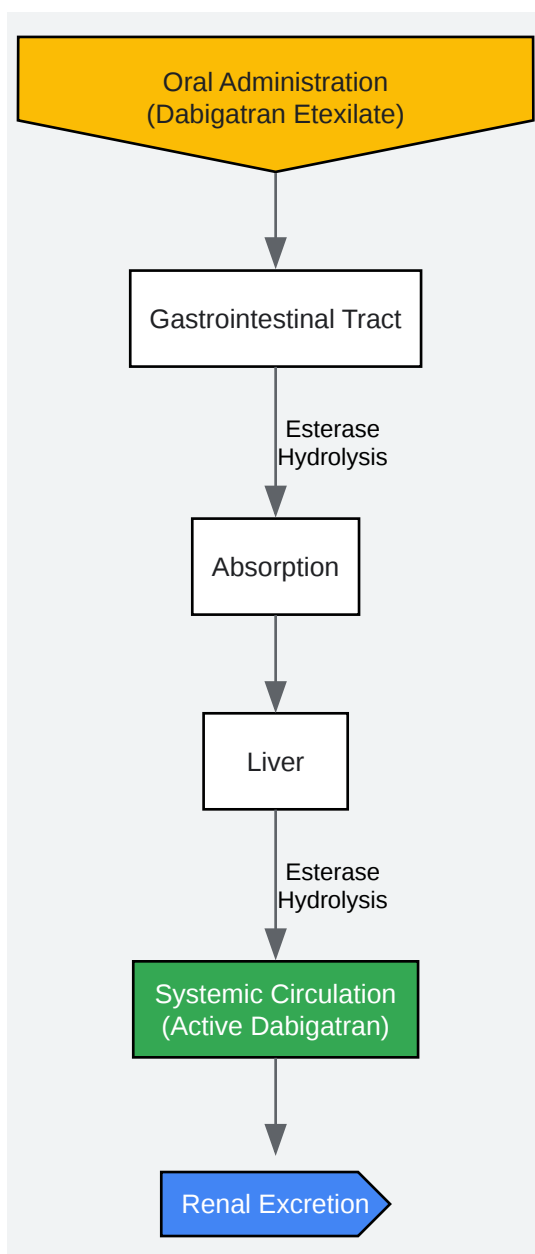 Oral Administration
(Dabigatran Etexilate)
Gastrointestinal Tract
Esterase
Hydrolysis
Absorption
Liver
Esterase
Hydrolysis
Systemic Circulation
(Active Dabigatran)
Renal Excretion